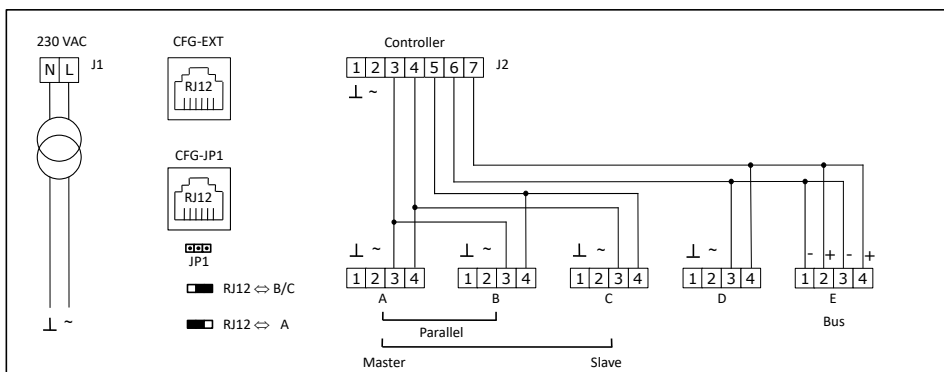 230 VAC
N L J1
⊥ ~
CFG-EXT
RJ12
CFG-JP1
RJ12
JP1
RJ12 ⇔ B/C
RJ12 ⇔ A
Controller
1 2 3 4 5 6 7 J2
⊥ ~
⊥ ~
1 2 3 4
A
⊥ ~
1 2 3 4
B
⊥ ~
1 2 3 4
C
⊥ ~
1 2 3 4
D
- + - +
1 2 3 4
E
Bus
Parallel
Master Slave